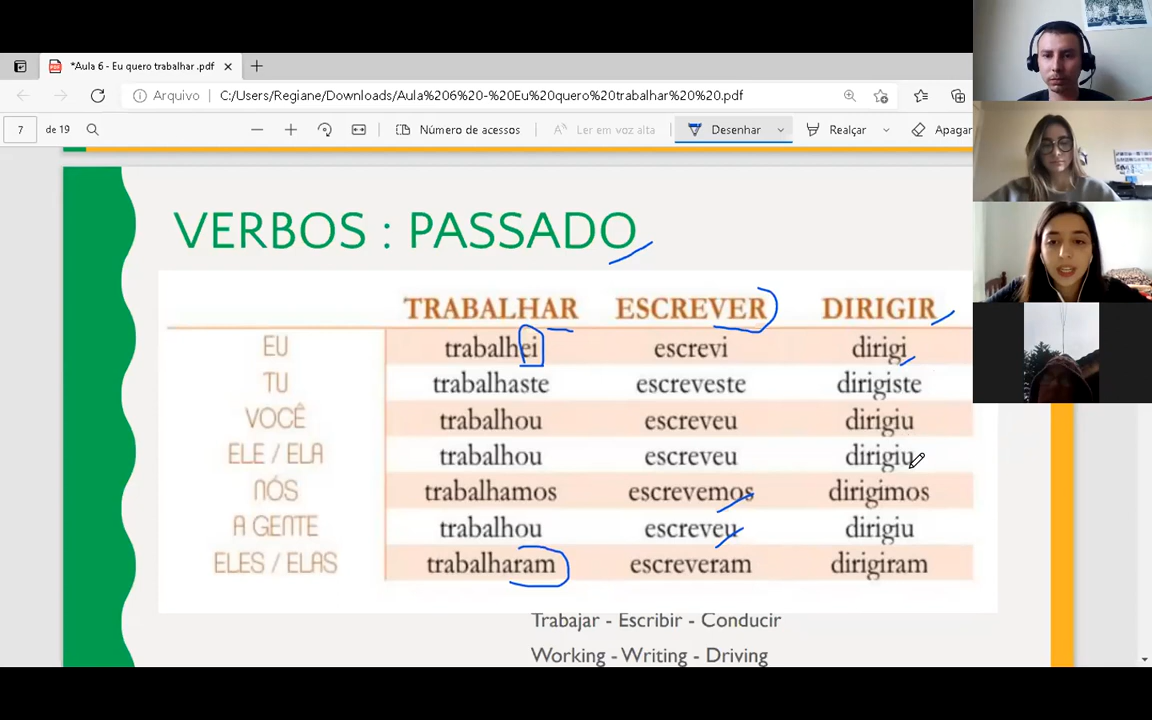 *Aula 6 - Eu quero trabalhar .pdf
Arquivo C:/Users/Regiane/Downloads/Aula%206%20-%20Eu%20quero%20trabalhar%20%20.pdf
7 de 19 Número de acessos Ler em voz alta Desenhar Realçar Apagar
VERBOS : PASSADO
TRABALHAR ESCREVER DIRIGIR
EU trabalhei escrevi dirigi
TU trabalhaste escreveste dirigiste
VOCÊ trabalhou escreveu dirigiu
ELE / ELA trabalhou escreveu dirigiu
NÓS trabalhamos escrevemos dirigimos
A GENTE trabalhou escreveu dirigiu
ELES / ELAS trabalharam escreveram dirigiram
Trabajar - Escribir - Conducir
Working - Writing - Driving